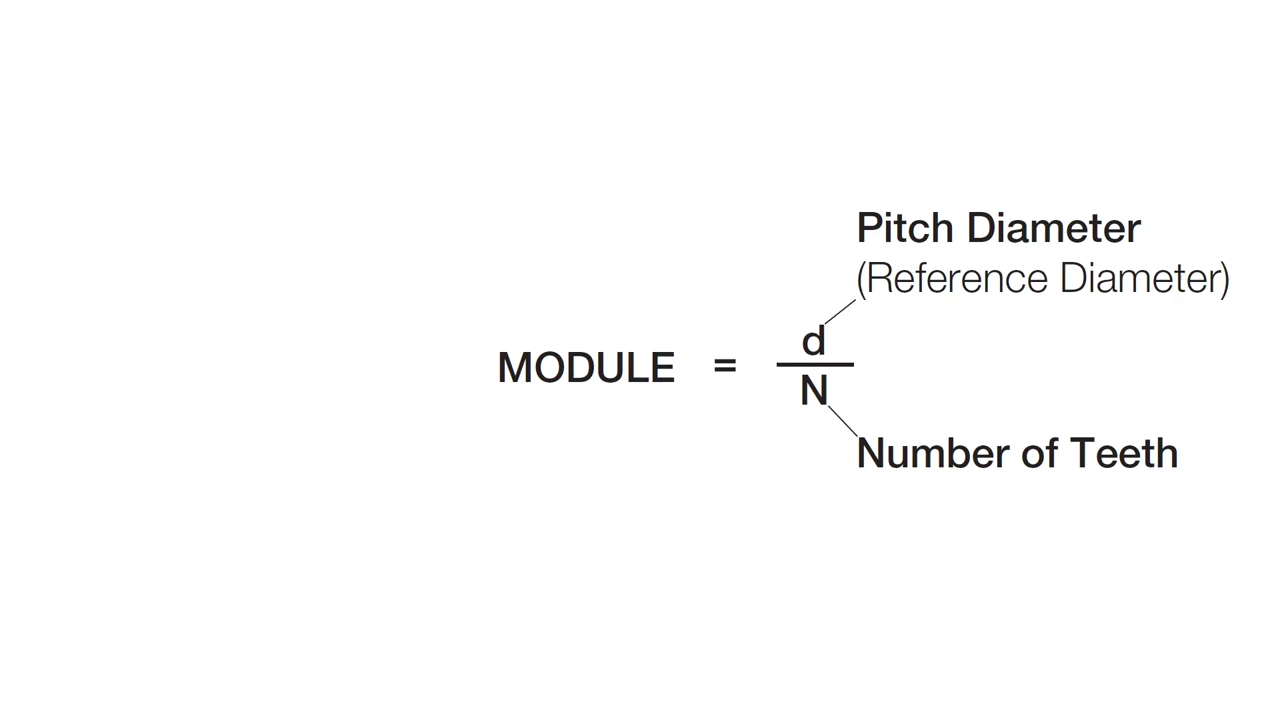 Pitch Diameter
(Reference Diameter)
MODULE = d
N
Number of Teeth